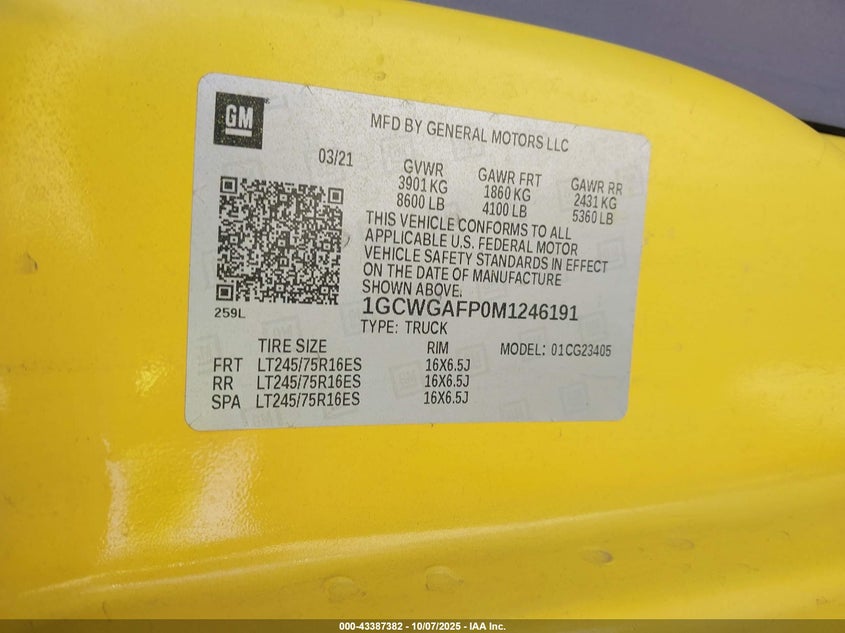 GM
MFD BY GENERAL MOTORS LLC
03/21
GVWR GAWR FRT GAWR RR
3901 KG 1860 KG 2431 KG
8600 LB 4100 LB 5360 LB
THIS VEHICLE CONFORMS TO ALL
APPLICABLE U.S. FEDERAL MOTOR
VEHICLE SAFETY STANDARDS IN EFFECT
ON THE DATE OF MANUFACTURE
SHOWN ABOVE.
259L
1GCWGAFP0M1246191
TYPE: TRUCK
TIRE SIZE RIM MODEL: 01CG23405
FRT LT245/75R16ES 16X6.5J
RR LT245/75R16ES 16X6.5J
SPA LT245/75R16ES 16X6.5J
000-43387382 - 10/07/2025 - IAA Inc.